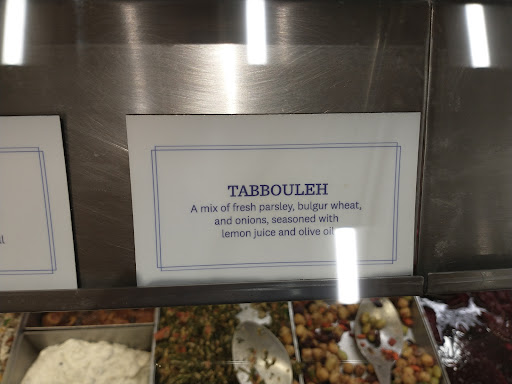 TABBOULEH
A mix of fresh parsley, bulgur wheat,
and onions, seasoned with
lemon juice and olive oil